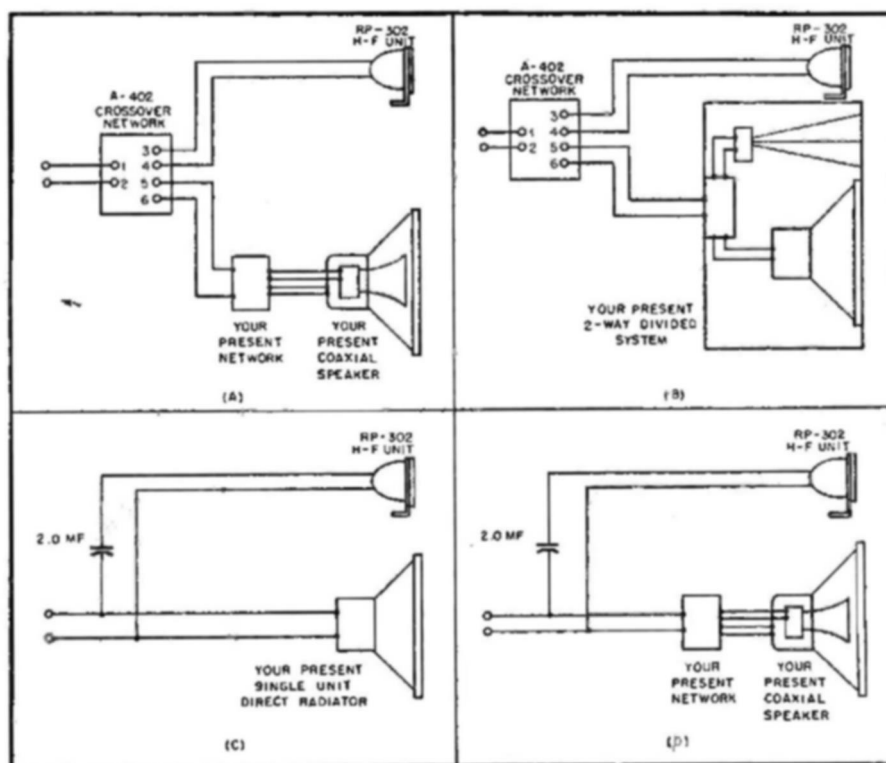 RP-302
H-F UNIT
A-402
CROSSOVER
NETWORK
3
1 4
2 5
6
YOUR
PRESENT
NETWORK
YOUR
PRESENT
COAXIAL
SPEAKER
(A)
RP-302
H-F UNIT
A-402
CROSSOVER
NETWORK
3
1 4
2 5
6
YOUR PRESENT
2-WAY DIVIDED
SYSTEM
(B)
RP-302
H-F UNIT
2.0 MF
YOUR PRESENT
SINGLE UNIT
DIRECT RADIATOR
(C)
RP-302
H-F UNIT
2.0 MF
YOUR
PRESENT
NETWORK
YOUR
PRESENT
COAXIAL
SPEAKER
(D)